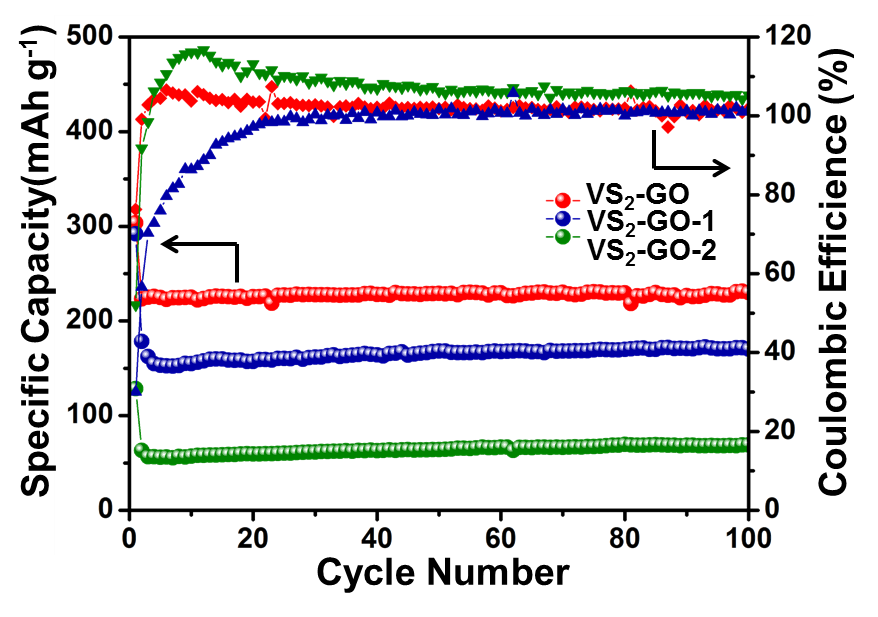 500
400
300
200
100
0
Specific Capacity(mAh g⁻¹)
120
100
80
60
40
20
0
Coulombic Efficience (%)
VS₂-GO
VS₂-GO-1
VS₂-GO-2
0 20 40 60 80 100
Cycle Number